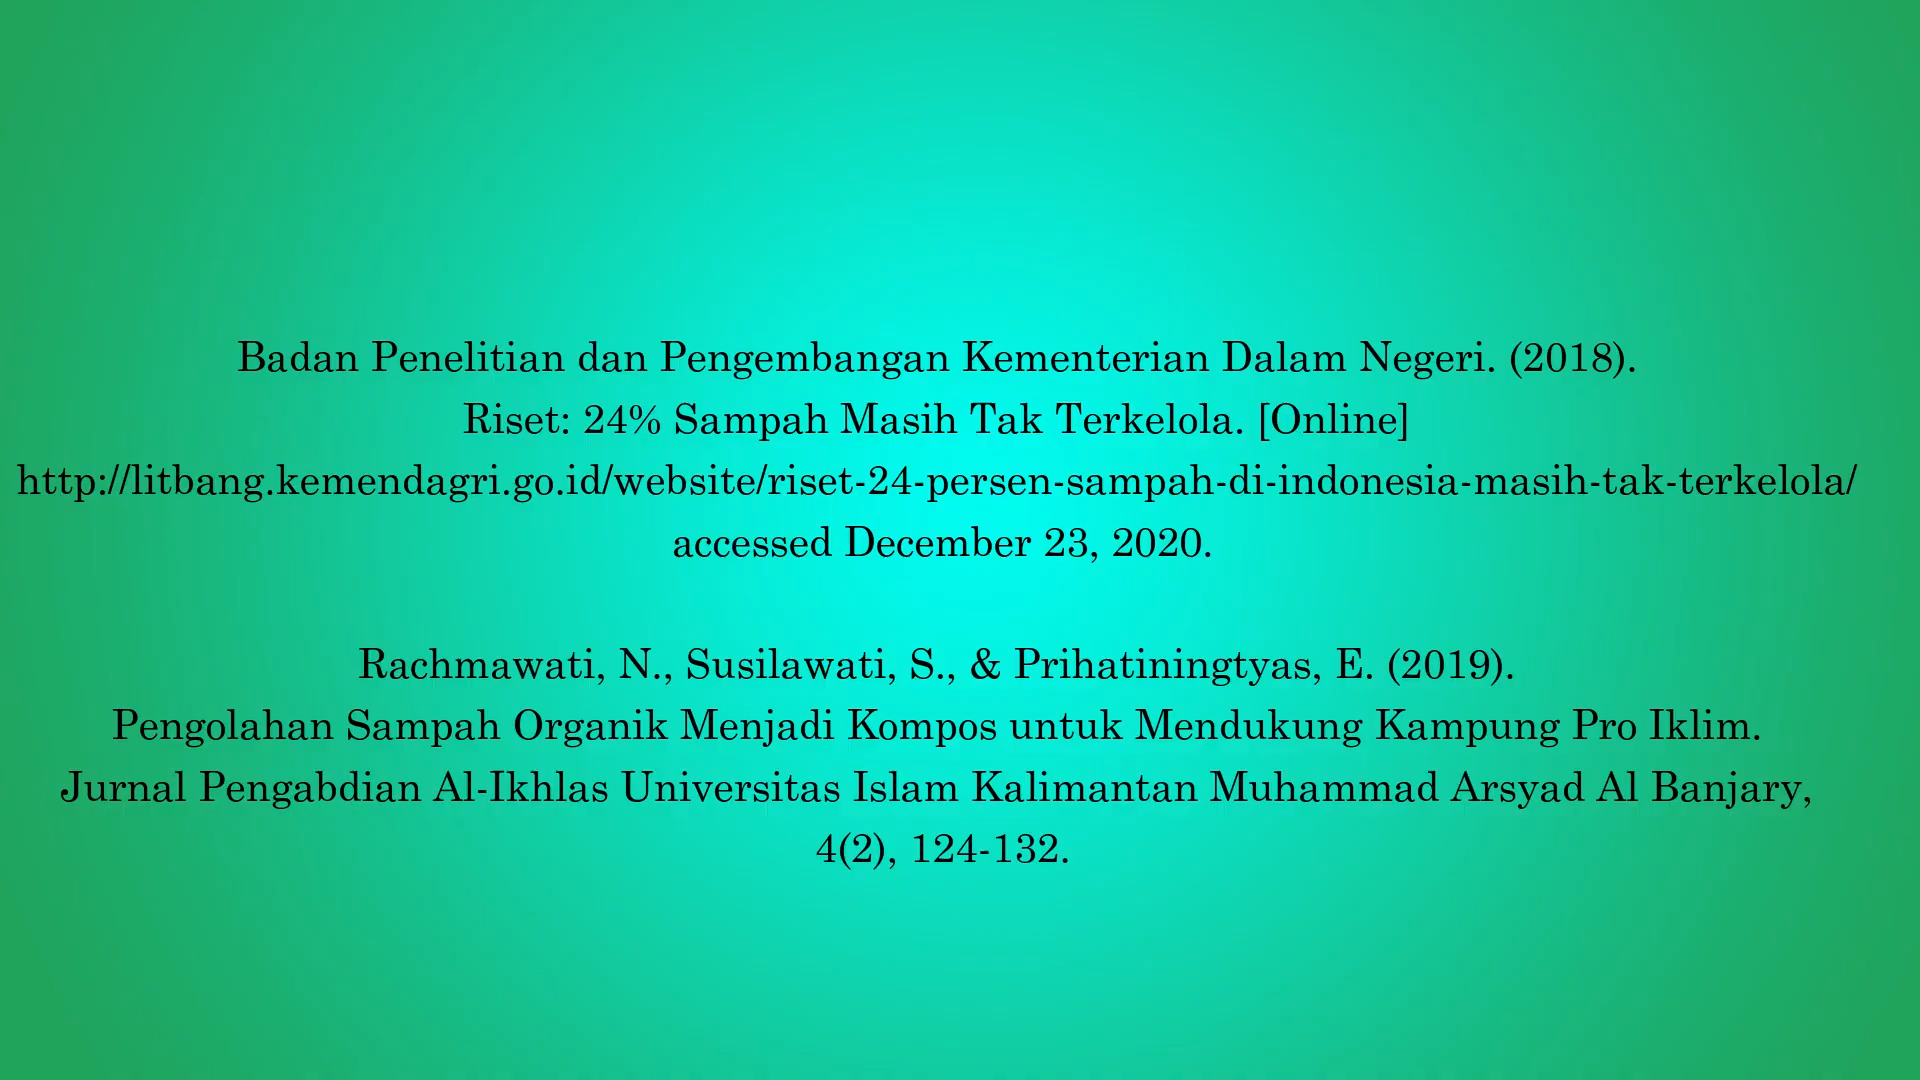 Badan Penelitian dan Pengembangan Kementerian Dalam Negeri. (2018).
Riset: 24% Sampah Masih Tak Terkelola. [Online]
http://litbang.kemendagri.go.id/website/riset-24-persen-sampah-di-indonesia-masih-tak-terkelola/
accessed December 23, 2020.
Rachmawati, N., Susilawati, S., & Prihatiningtyas, E. (2019).
Pengolahan Sampah Organik Menjadi Kompos untuk Mendukung Kampung Pro Iklim.
Jurnal Pengabdian Al-Ikhlas Universitas Islam Kalimantan Muhammad Arsyad Al Banjary,
4(2), 124-132.